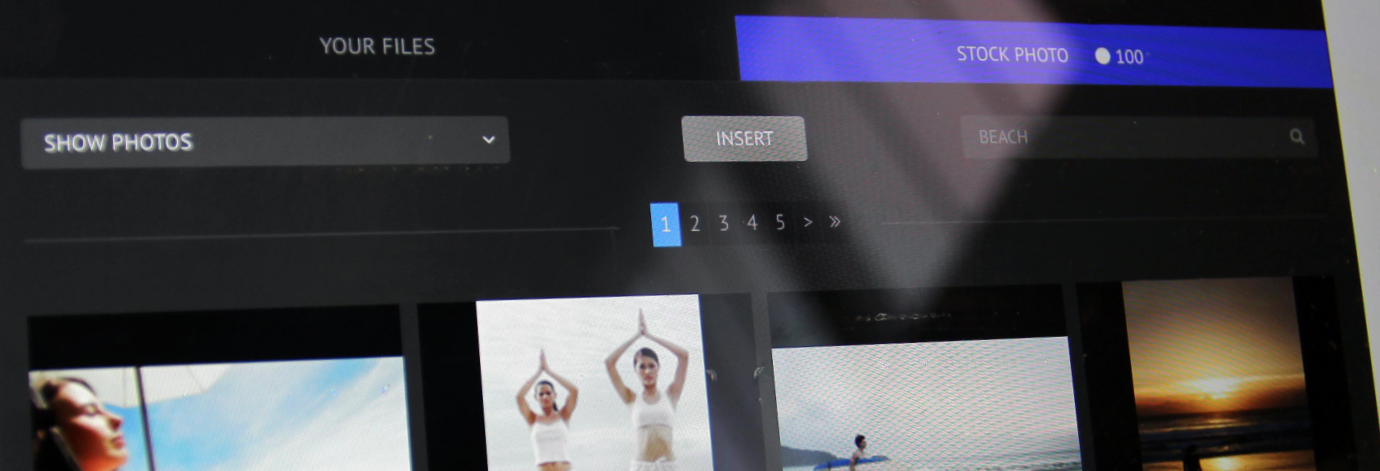 YOUR FILES
STOCK PHOTO 100
SHOW PHOTOS
INSERT
BEACH
1 2 3 4 5 > »